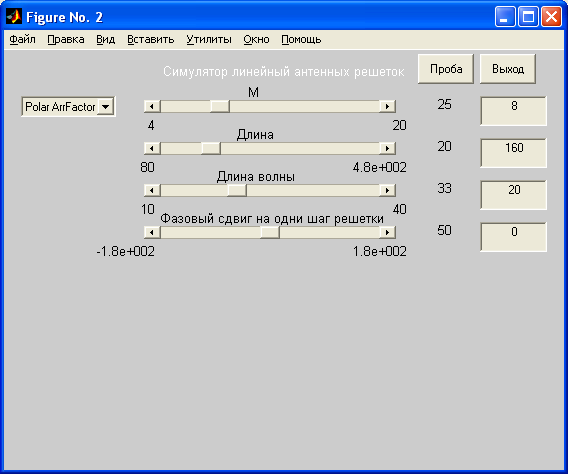 Figure No. 2
Файл Правка Вид Вставить Утилиты Окно Помощь
Симулятор линейный антенных решеток
Проба
Выход
Polar ArrFactor
M
25
8
4
20
Длина
20
160
80
4.8e+002
Длина волны
33
20
10
40
Фазовый сдвиг на одни шаг решетки
50
0
-1.8e+002
1.8e+002